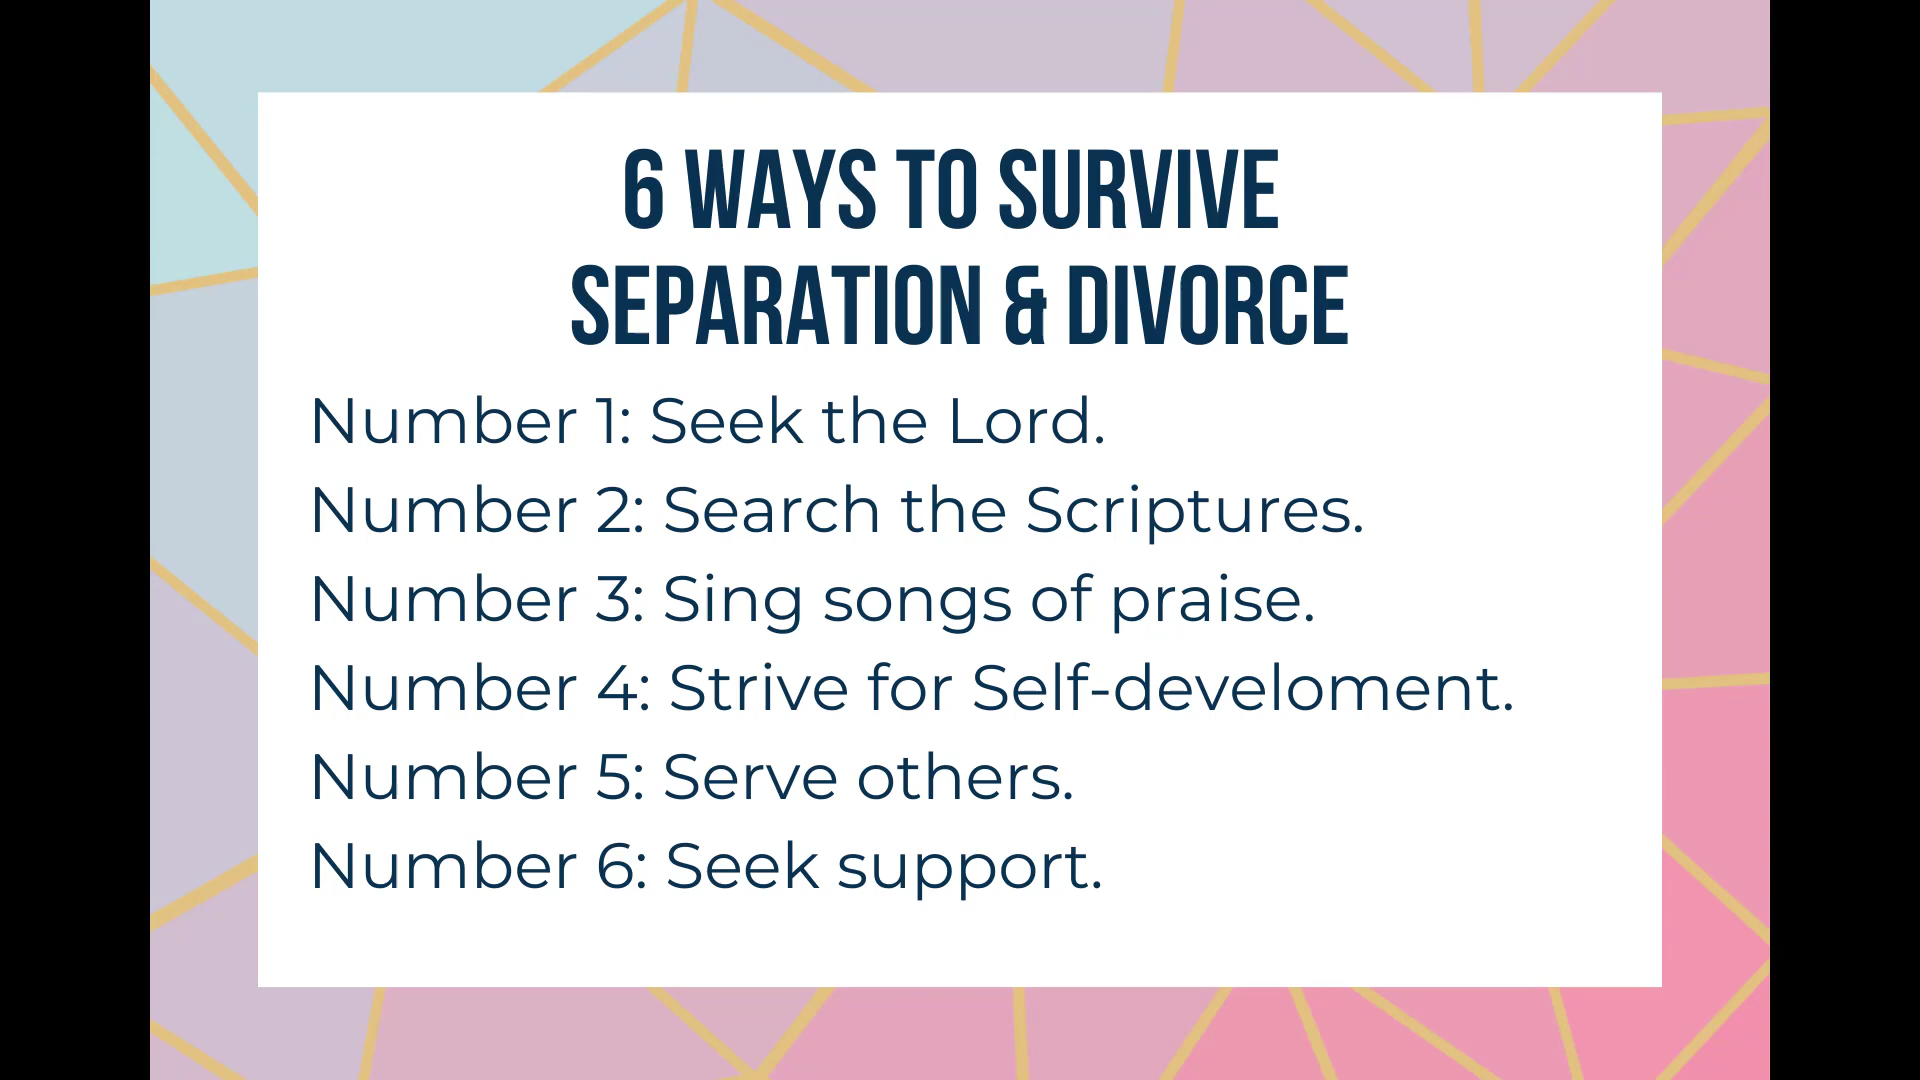 6 WAYS TO SURVIVE
SEPARATION & DIVORCE
Number 1: Seek the Lord.
Number 2: Search the Scriptures.
Number 3: Sing songs of praise.
Number 4: Strive for Self-develoment.
Number 5: Serve others.
Number 6: Seek support.